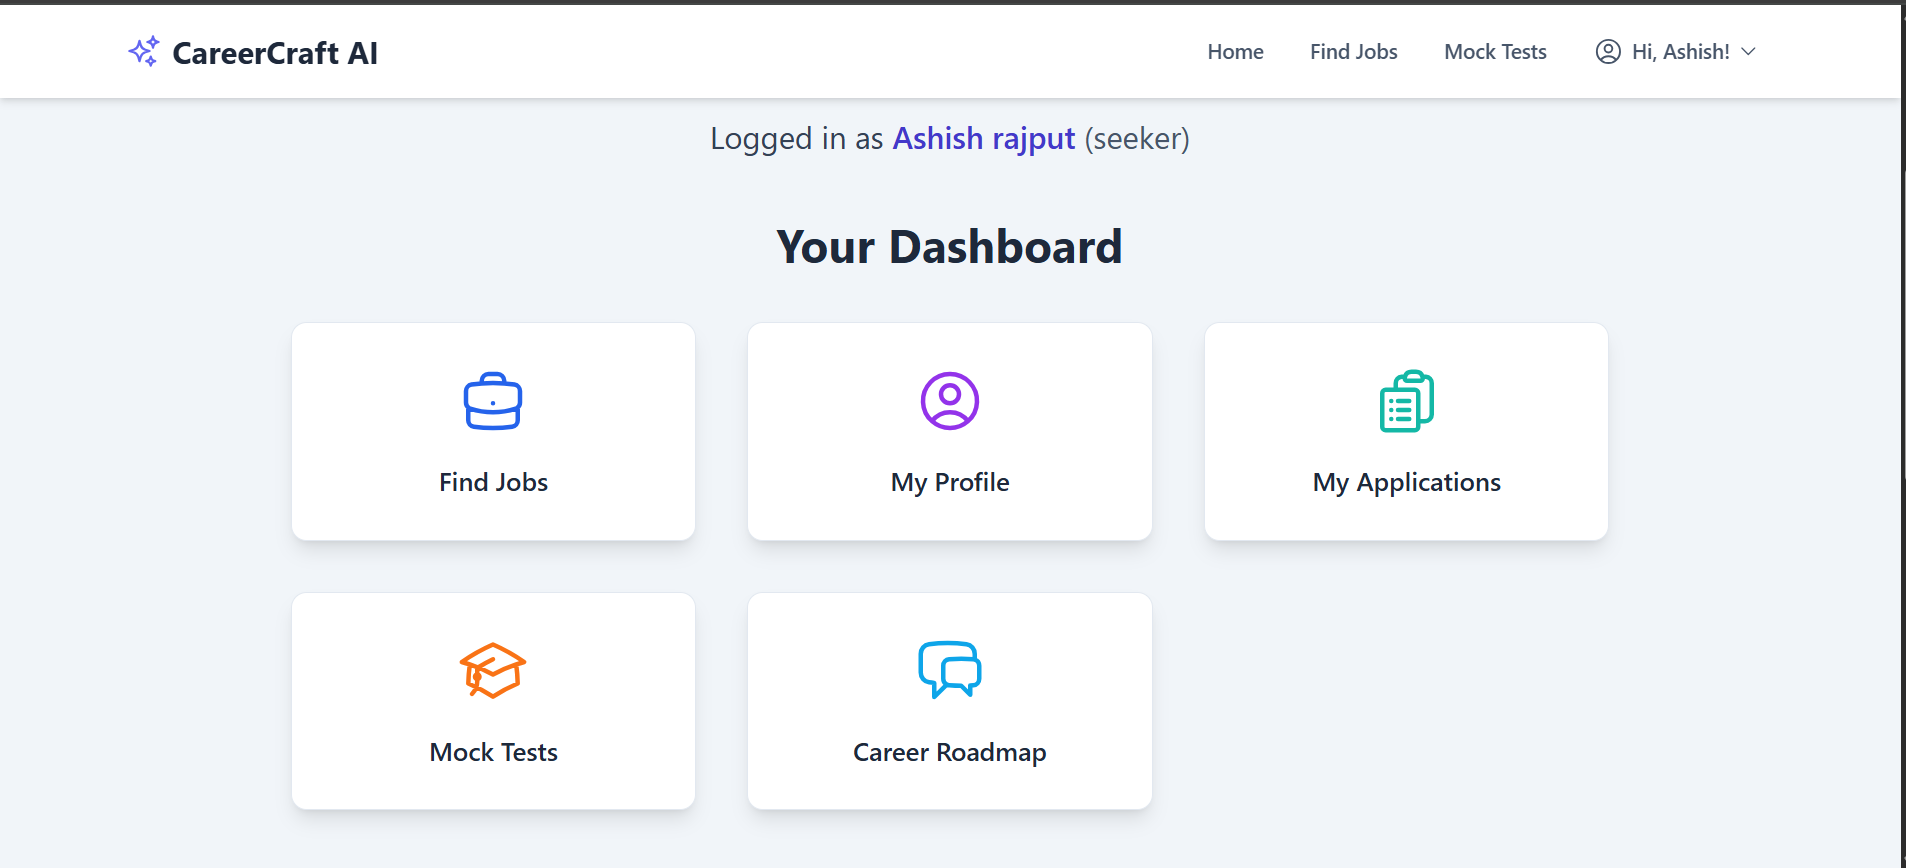 CareerCraft AI
Home Find Jobs Mock Tests Hi, Ashish!
Logged in as Ashish rajput (seeker)
Your Dashboard
Find Jobs
My Profile
My Applications
Mock Tests
Career Roadmap